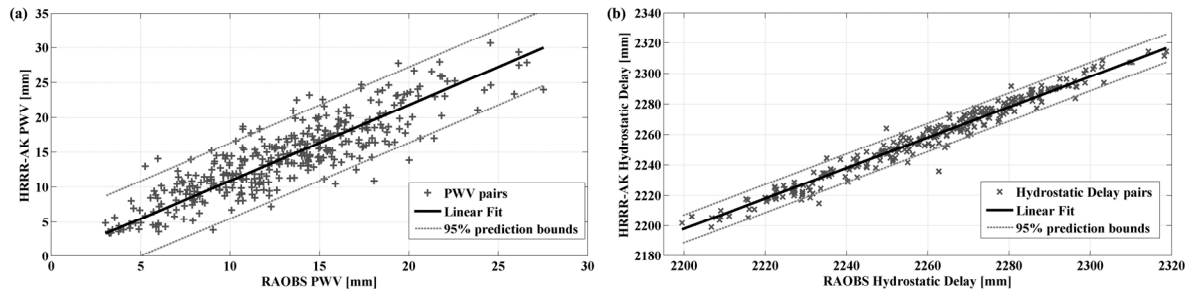 (a)
35
30
25
20
15
10
5
0
HRRR-AK PWV [mm]
PWV pairs
Linear Fit
95% prediction bounds
5 10 15 20 25 30
RAOBS PWV [mm]
(b)
2340
2320
2300
2280
2260
2240
2220
2200
2180
HRRR-AK Hydrostatic Delay [mm]
Hydrostatic Delay pairs
Linear Fit
95% prediction bounds
2200 2220 2240 2260 2280 2300 2320
RAOBS Hydrostatic Delay [mm]